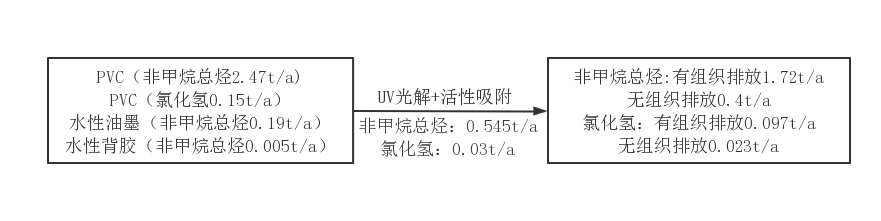 PVC（非甲烷总烃2.47t/a)
PVC（氯化氢0.15t/a）
水性油墨（非甲烷总烃0.19t/a）
水性背胶（非甲烷总烃0.005t/a）
UV光解+活性吸附
非甲烷总烃：0.545t/a
氯化氢：0.03t/a
非甲烷总烃:有组织排放1.72t/a
无组织排放0.4t/a
氯化氢：有组织排放0.097t/a
无组织排放0.023t/a